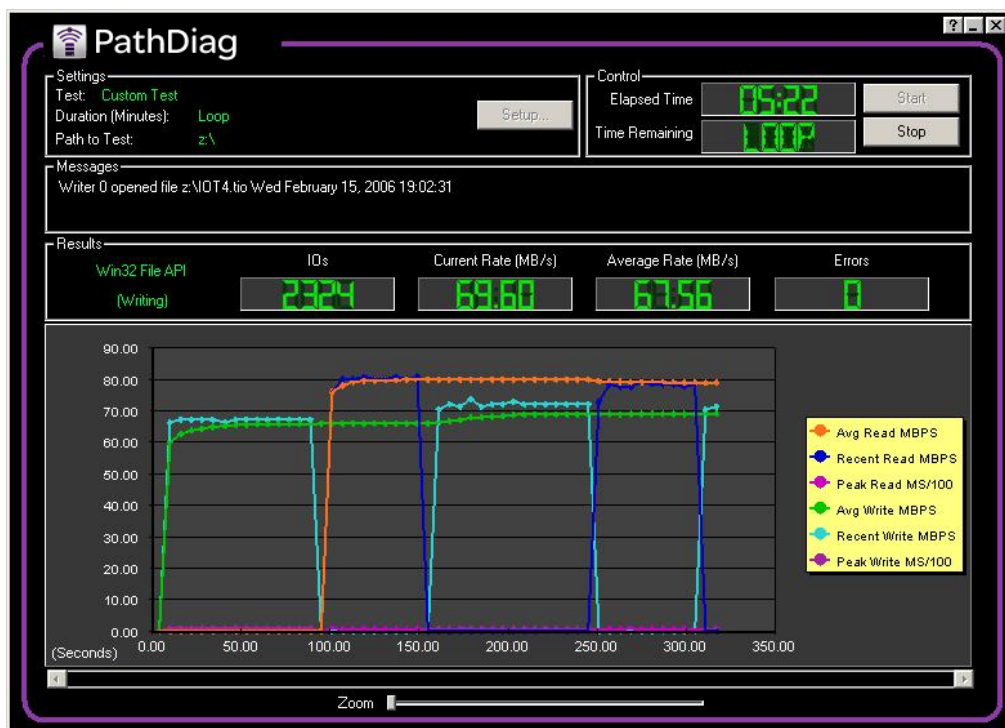 PathDiag
Settings
Test: Custom Test
Duration (Minutes): Loop
Path to Test: z:\
Setup...
Control
Elapsed Time 05:22 Start
Time Remaining LOOP Stop
Messages
Writer 0 opened file z:\IOT4.tio Wed February 15, 2006 19:02:31
Results
Win32 File API
(Writing)
IOs Current Rate (MB/s) Average Rate (MB/s) Errors
2324 69.60 67.56 0
90.00
80.00
70.00
60.00
50.00
40.00
30.00
20.00
10.00
0.00
(Seconds) 0.00 50.00 100.00 150.00 200.00 250.00 300.00 350.00
Avg Read MBPS
Recent Read MBPS
Peak Read MS/100
Avg Write MBPS
Recent Write MBPS
Peak Write MS/100
Zoom